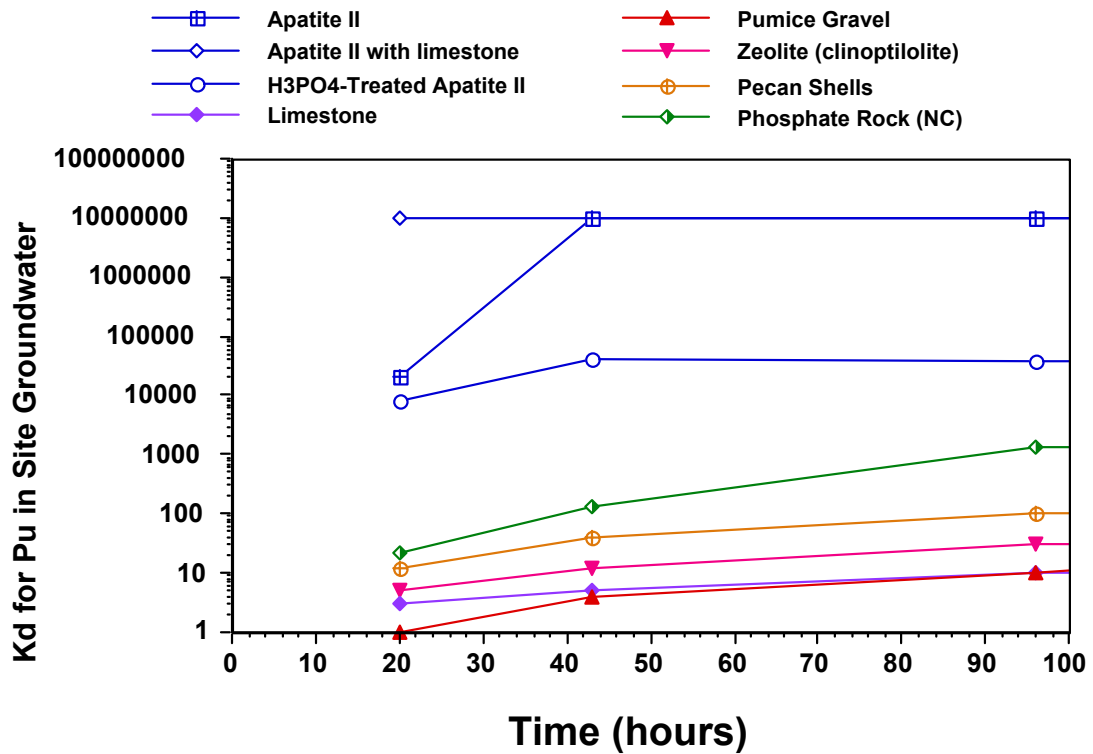 Apatite II
Apatite II with limestone
H3PO4-Treated Apatite II
Limestone
Pumice Gravel
Zeolite (clinoptilolite)
Pecan Shells
Phosphate Rock (NC)
Kd for Pu in Site Groundwater
100000000
10000000
1000000
100000
10000
1000
100
10
1
0 10 20 30 40 50 60 70 80 90 100
Time (hours)